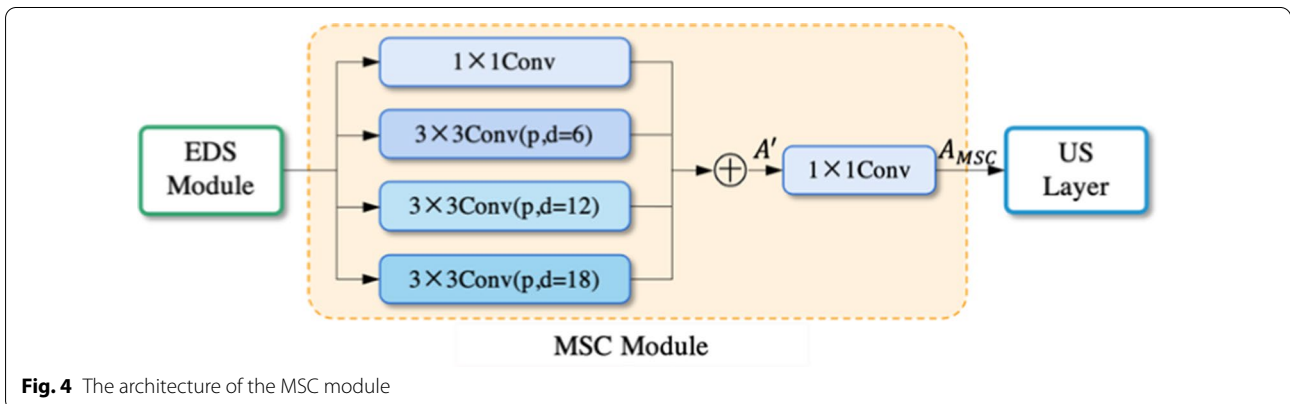 1×1Conv
3×3Conv(p,d=6)
3×3Conv(p,d=12)
3×3Conv(p,d=18)
EDS
Module
A′
1×1Conv
A_MSC
US
Layer
MSC Module
Fig. 4 The architecture of the MSC module